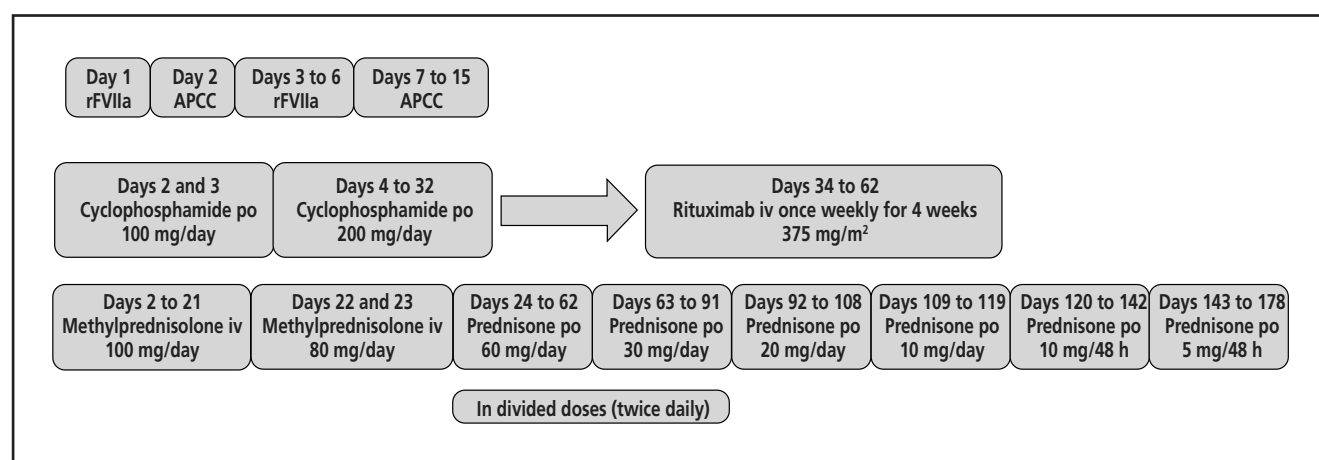 Day 1
rFVIIa
Day 2
APCC
Days 3 to 6
rFVIIa
Days 7 to 15
APCC
Days 2 and 3
Cyclophosphamide po
100 mg/day
Days 4 to 32
Cyclophosphamide po
200 mg/day
Days 34 to 62
Rituximab iv once weekly for 4 weeks
375 mg/m²
Days 2 to 21
Methylprednisolone iv
100 mg/day
Days 22 and 23
Methylprednisolone iv
80 mg/day
Days 24 to 62
Prednisone po
60 mg/day
Days 63 to 91
Prednisone po
30 mg/day
Days 92 to 108
Prednisone po
20 mg/day
Days 109 to 119
Prednisone po
10 mg/day
Days 120 to 142
Prednisone po
10 mg/48 h
Days 143 to 178
Prednisone po
5 mg/48 h
In divided doses (twice daily)